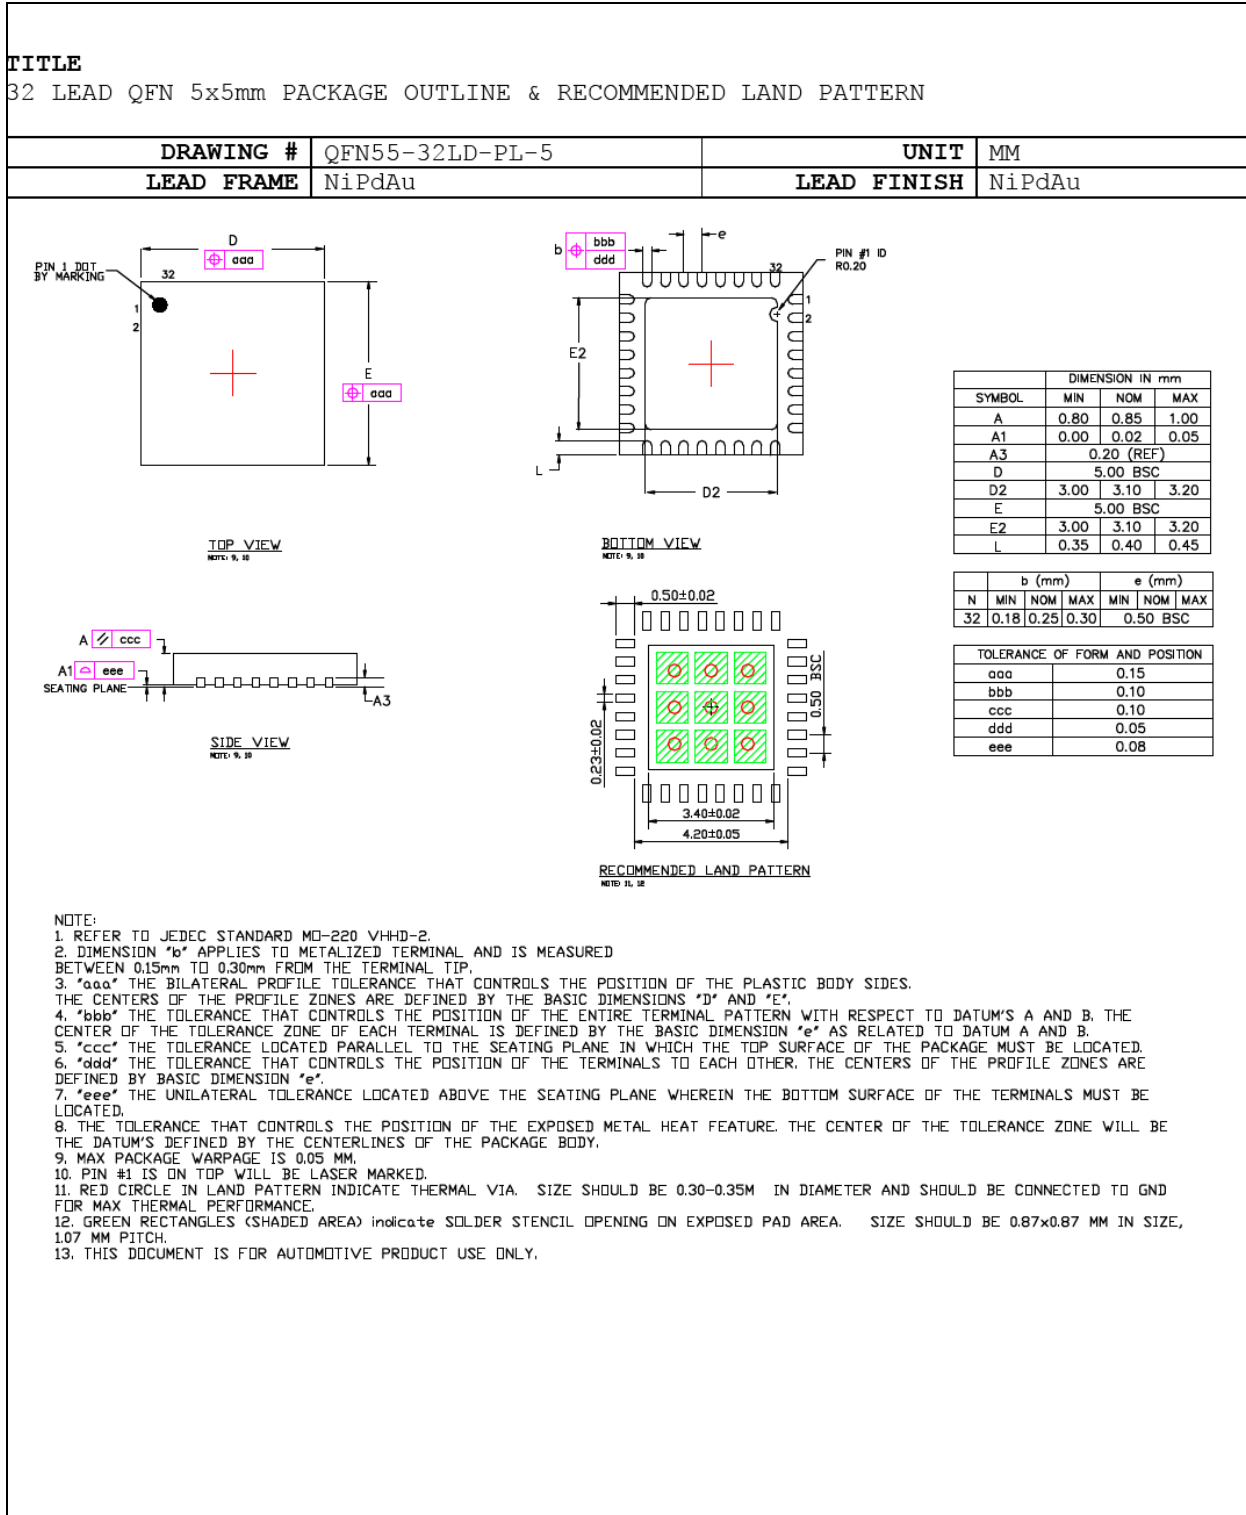 TITLE
32 LEAD QFN 5x5mm PACKAGE OUTLINE & RECOMMENDED LAND PATTERN
DRAWING # QFN55-32LD-PL-5 UNIT MM
LEAD FRAME NiPdAu LEAD FINISH NiPdAu
D
aaa
PIN 1 DOT
BY MARKING
32
1
2
E
aaa
TOP VIEW
NOTE: 9, 10
b
bbb
ddd
e
32
PIN #1 ID
R0.20
1
2
E2
L
D2
BOTTOM VIEW
NOTE: 9, 10
A ccc
A1 eee
SEATING PLANE
A3
SIDE VIEW
NOTE: 9, 10
0.50±0.02
0.50 BSC
0.23±0.02
3.40±0.02
4.20±0.05
RECOMMENDED LAND PATTERN
NOTE: 11, 12
DIMENSION IN mm
SYMBOL MIN NOM MAX
A 0.80 0.85 1.00
A1 0.00 0.02 0.05
A3 0.20 (REF)
D 5.00 BSC
D2 3.00 3.10 3.20
E 5.00 BSC
E2 3.00 3.10 3.20
L 0.35 0.40 0.45
b (mm) e (mm)
N MIN NOM MAX MIN NOM MAX
32 0.18 0.25 0.30 0.50 BSC
TOLERANCE OF FORM AND POSITION
aaa 0.15
bbb 0.10
ccc 0.10
ddd 0.05
eee 0.08
NOTE:
1. REFER TO JEDEC STANDARD MO-220 VHHD-2.
2. DIMENSION "b" APPLIES TO METALIZED TERMINAL AND IS MEASURED
BETWEEN 0.15mm TO 0.30mm FROM THE TERMINAL TIP.
3. "aaa" THE BILATERAL PROFILE TOLERANCE THAT CONTROLS THE POSITION OF THE PLASTIC BODY SIDES.
THE CENTERS OF THE PROFILE ZONES ARE DEFINED BY THE BASIC DIMENSIONS "D" AND "E".
4. "bbb" THE TOLERANCE THAT CONTROLS THE POSITION OF THE ENTIRE TERMINAL PATTERN WITH RESPECT TO DATUM'S A AND B. THE
CENTER OF THE TOLERANCE ZONE OF EACH TERMINAL IS DEFINED BY THE BASIC DIMENSION "e" AS RELATED TO DATUM A AND B.
5. "ccc" THE TOLERANCE LOCATED PARALLEL TO THE SEATING PLANE IN WHICH THE TOP SURFACE OF THE PACKAGE MUST BE LOCATED.
6. "ddd" THE TOLERANCE THAT CONTROLS THE POSITION OF THE TERMINALS TO EACH OTHER. THE CENTERS OF THE PROFILE ZONES ARE
DEFINED BY BASIC DIMENSION "e".
7. "eee" THE UNILATERAL TOLERANCE LOCATED ABOVE THE SEATING PLANE WHEREIN THE BOTTOM SURFACE OF THE TERMINALS MUST BE
LOCATED.
8. THE TOLERANCE THAT CONTROLS THE POSITION OF THE EXPOSED METAL HEAT FEATURE. THE CENTER OF THE TOLERANCE ZONE WILL BE
THE DATUM'S DEFINED BY THE CENTERLINES OF THE PACKAGE BODY.
9. MAX PACKAGE WARPAGE IS 0.05 MM.
10. PIN #1 IS ON TOP WILL BE LASER MARKED.
11. RED CIRCLE IN LAND PATTERN INDICATE THERMAL VIA. SIZE SHOULD BE 0.30-0.35M IN DIAMETER AND SHOULD BE CONNECTED TO GND
FOR MAX THERMAL PERFORMANCE.
12. GREEN RECTANGLES (SHADED AREA) indicate SOLDER STENCIL OPENING ON EXPOSED PAD AREA. SIZE SHOULD BE 0.87x0.87 MM IN SIZE,
1.07 MM PITCH.
13. THIS DOCUMENT IS FOR AUTOMOTIVE PRODUCT USE ONLY.